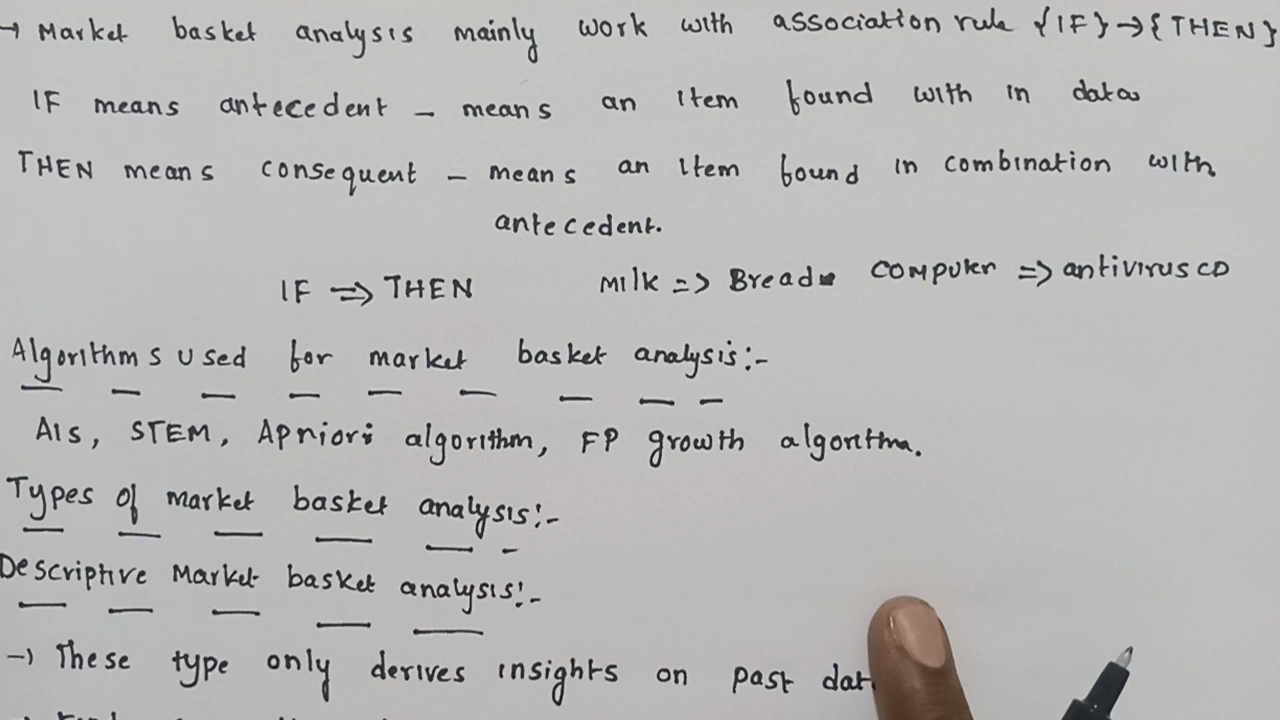 → Market basket analysis mainly work with association rule {IF}→{THEN}
IF means antecedent - means an item found with in data
THEN means consequent - means an item found in combination with
antecedent.
IF => THEN Milk => Bread computer => antivirus CD
Algorithms used for market basket analysis:-
AIS, STEM, Apriori algorithm, FP growth algorithm.
Types of market basket analysis:-
Descriptive Market basket analysis:-
→ These type only derives insights on past dat